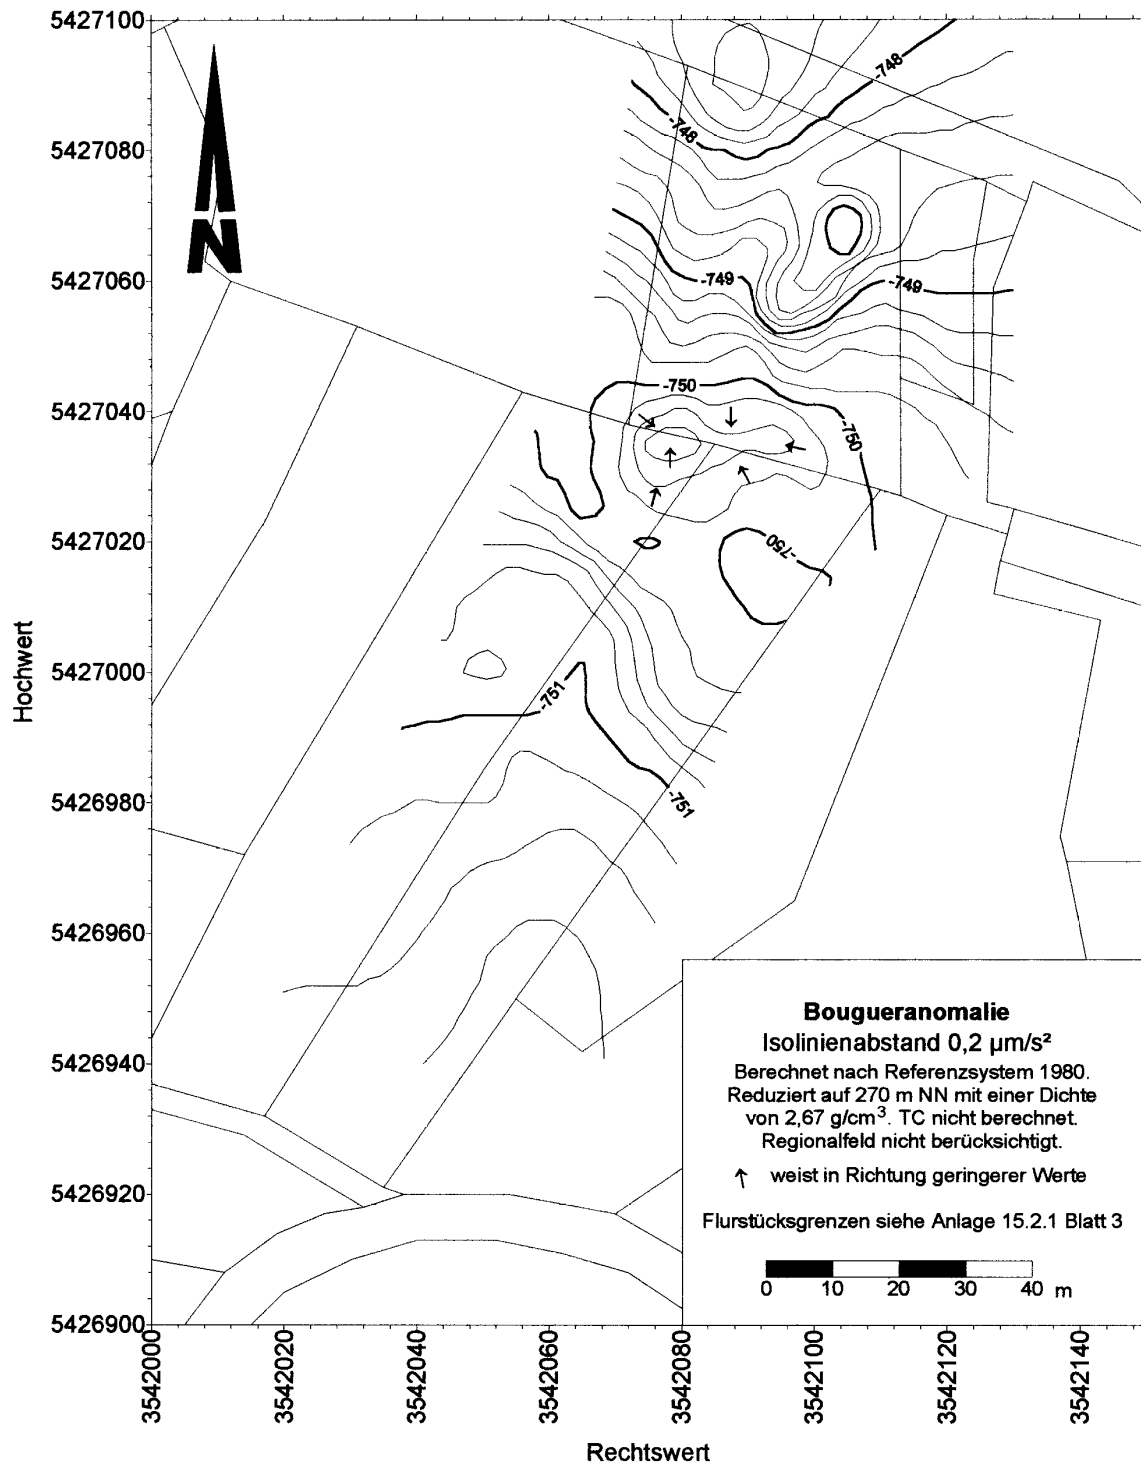 5427100
5427080
5427060
5427040
5427020
5427000
5426980
5426960
5426940
5426920
5426900
Hochwert
N
-748
-748
-749
-749
-750
-750
-750
-751
-751
Bougueranomalie
Isolinienabstand 0,2 µm/s²
Berechnet nach Referenzsystem 1980.
Reduziert auf 270 m NN mit einer Dichte
von 2,67 g/cm³. TC nicht berechnet.
Regionalfeld nicht berücksichtigt.
weist in Richtung geringerer Werte
Flurstücksgrenzen siehe Anlage 15.2.1 Blatt 3
0 10 20 30 40 m
3542000
3542020
3542040
3542060
3542080
3542100
3542120
3542140
Rechtswert